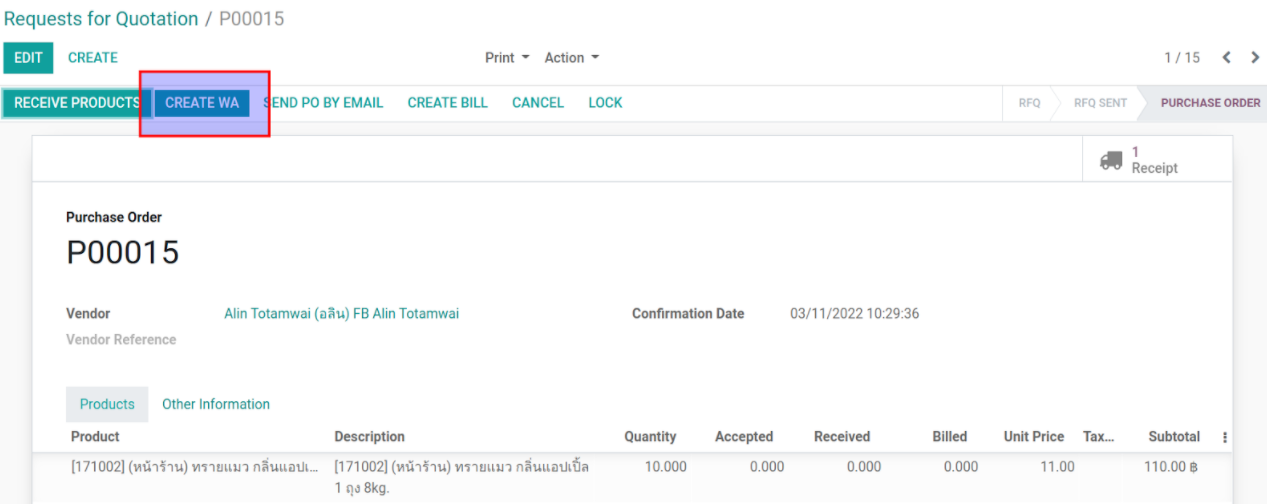 Requests for Quotation / P00015
EDIT CREATE Print Action 1 / 15
RECEIVE PRODUCTS CREATE WA SEND PO BY EMAIL CREATE BILL CANCEL LOCK RFQ RFQ SENT PURCHASE ORDER
1
Receipt
Purchase Order
P00015
Vendor Alin Totamwai (อลิน) FB Alin Totamwai Confirmation Date 03/11/2022 10:29:36
Vendor Reference
Products Other Information
Product Description Quantity Accepted Received Billed Unit Price Tax... Subtotal
[171002] (หน้าร้าน) ทรายแมว กลิ่นแอปเ... [171002] (หน้าร้าน) ทรายแมว กลิ่นแอปเปิ้ล 10.000 0.000 0.000 0.000 11.00 110.00 ฿
1 ถุง 8kg.